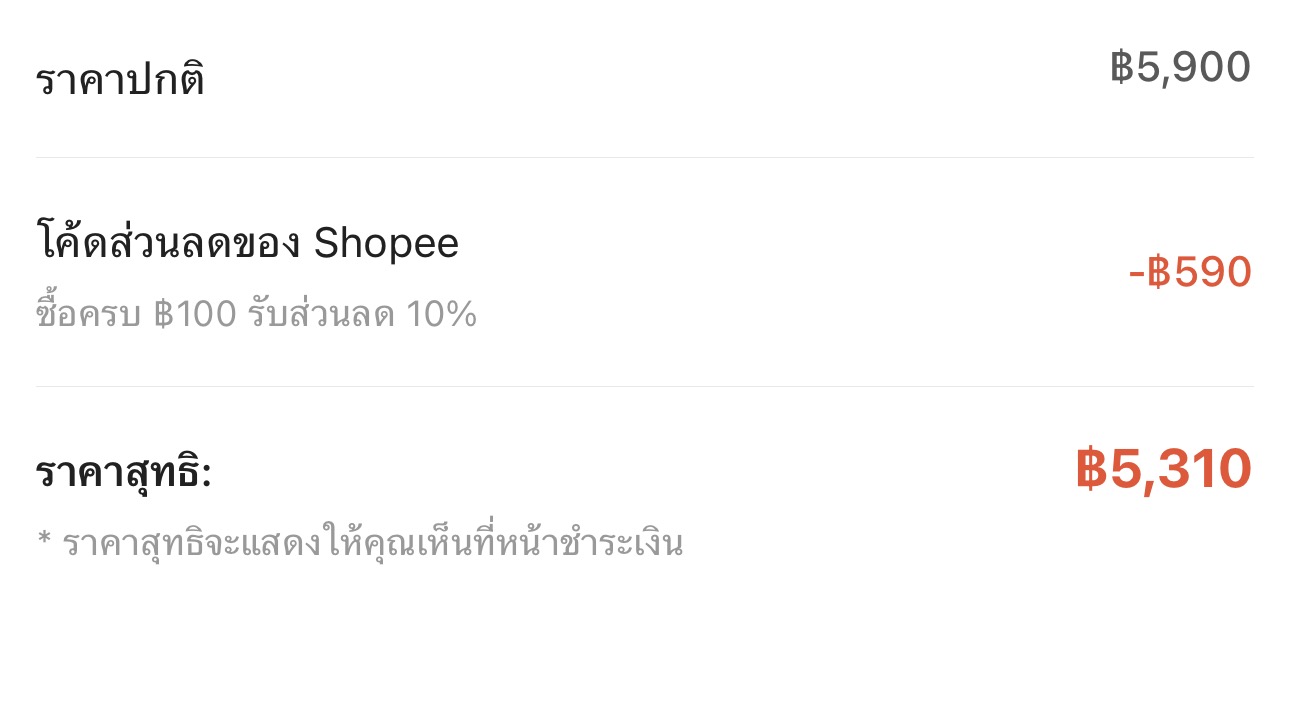 ราคาปกติ
฿5,900
โค้ดส่วนลดของ Shopee
-฿590
ซื้อครบ ฿100 รับส่วนลด 10%
ราคาสุทธิ:
฿5,310
* ราคาสุทธิจะแสดงให้คุณเห็นที่หน้าชำระเงิน